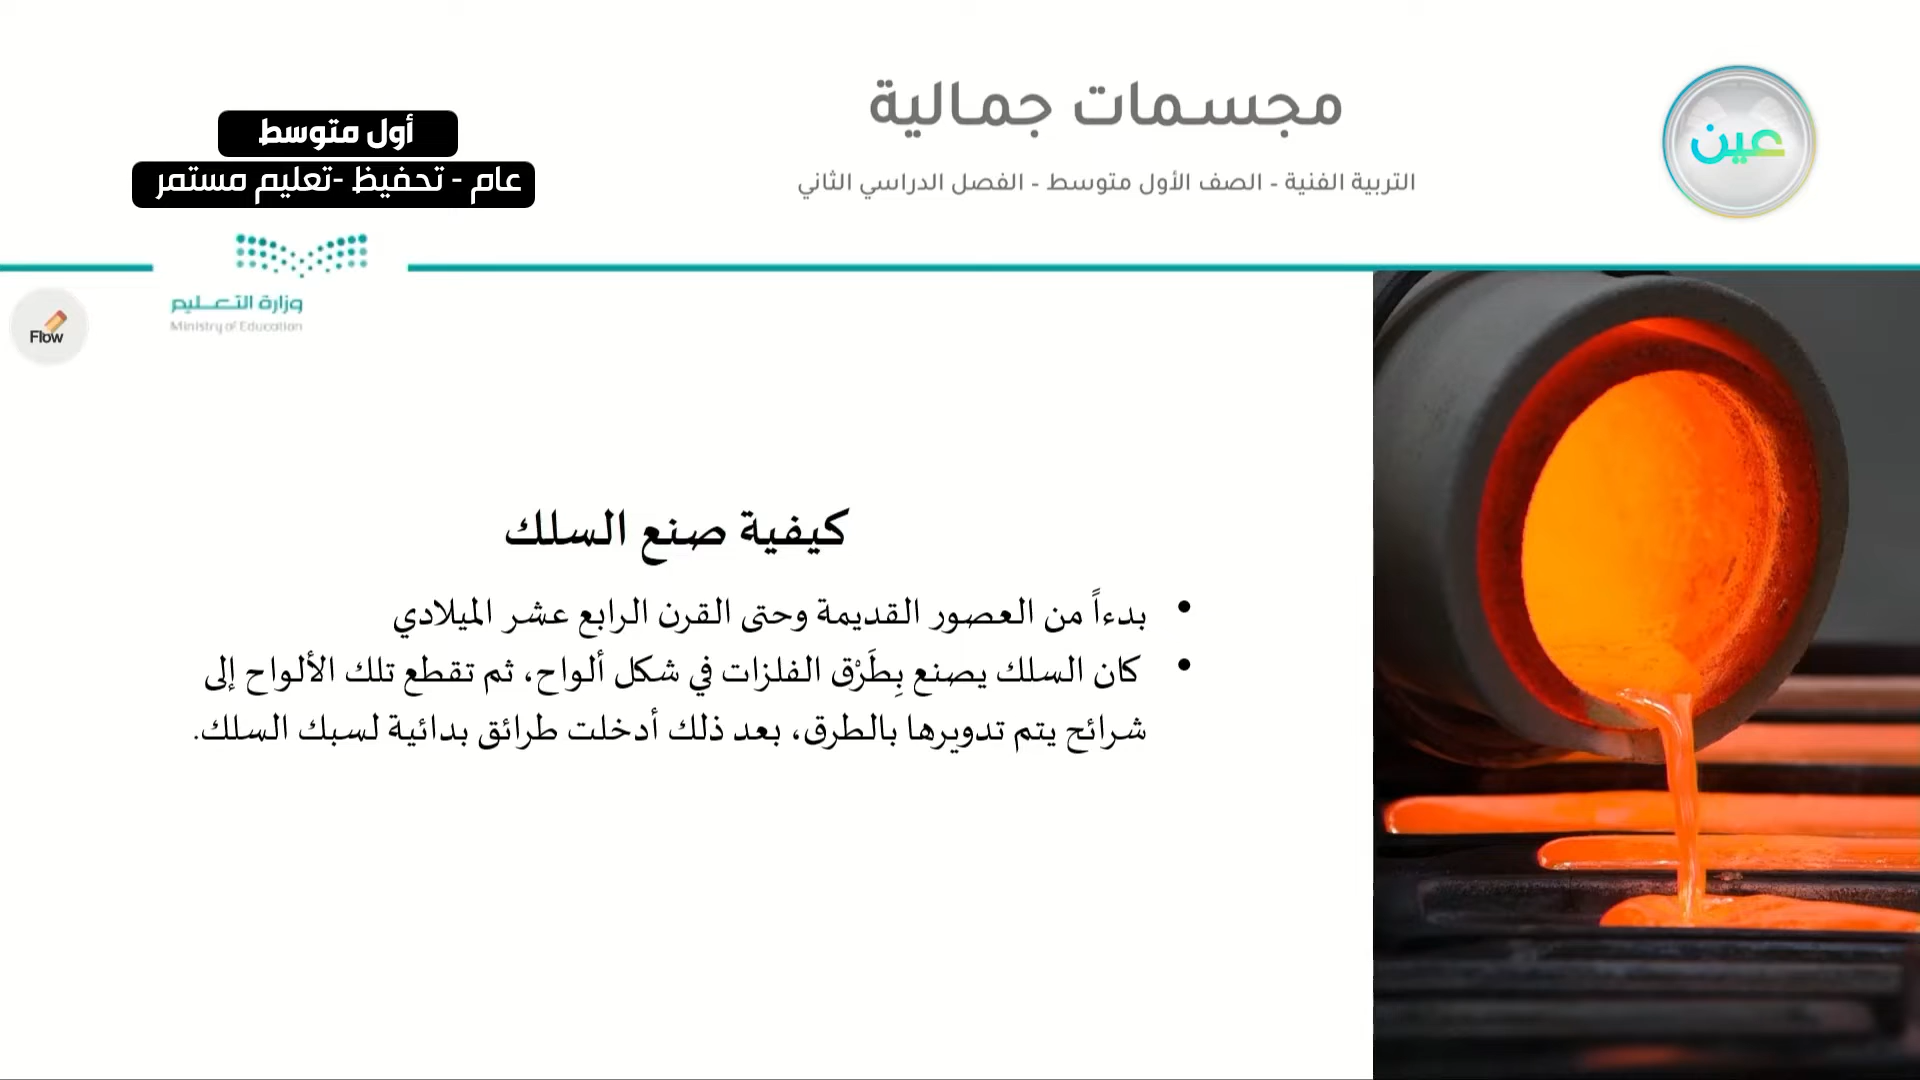 مجسمات جمالية
التربية الفنية - الصف الأول متوسط - الفصل الدراسي الثاني
عين
أول متوسط
عام - تحفيظ -تعليم مستمر
وزارة التعليم
Ministry of Education
Flow
كيفية صنع السلك
• بدءاً من العصور القديمة وحتى القرن الرابع عشر الميلادي
• كان السلك يصنع بِطَرْق الفلزات في شكل ألواح، ثم تقطع تلك الألواح إلى
شرائح يتم تدويرها بالطرق، بعد ذلك أدخلت طرائق بدائية لسبك السلك.